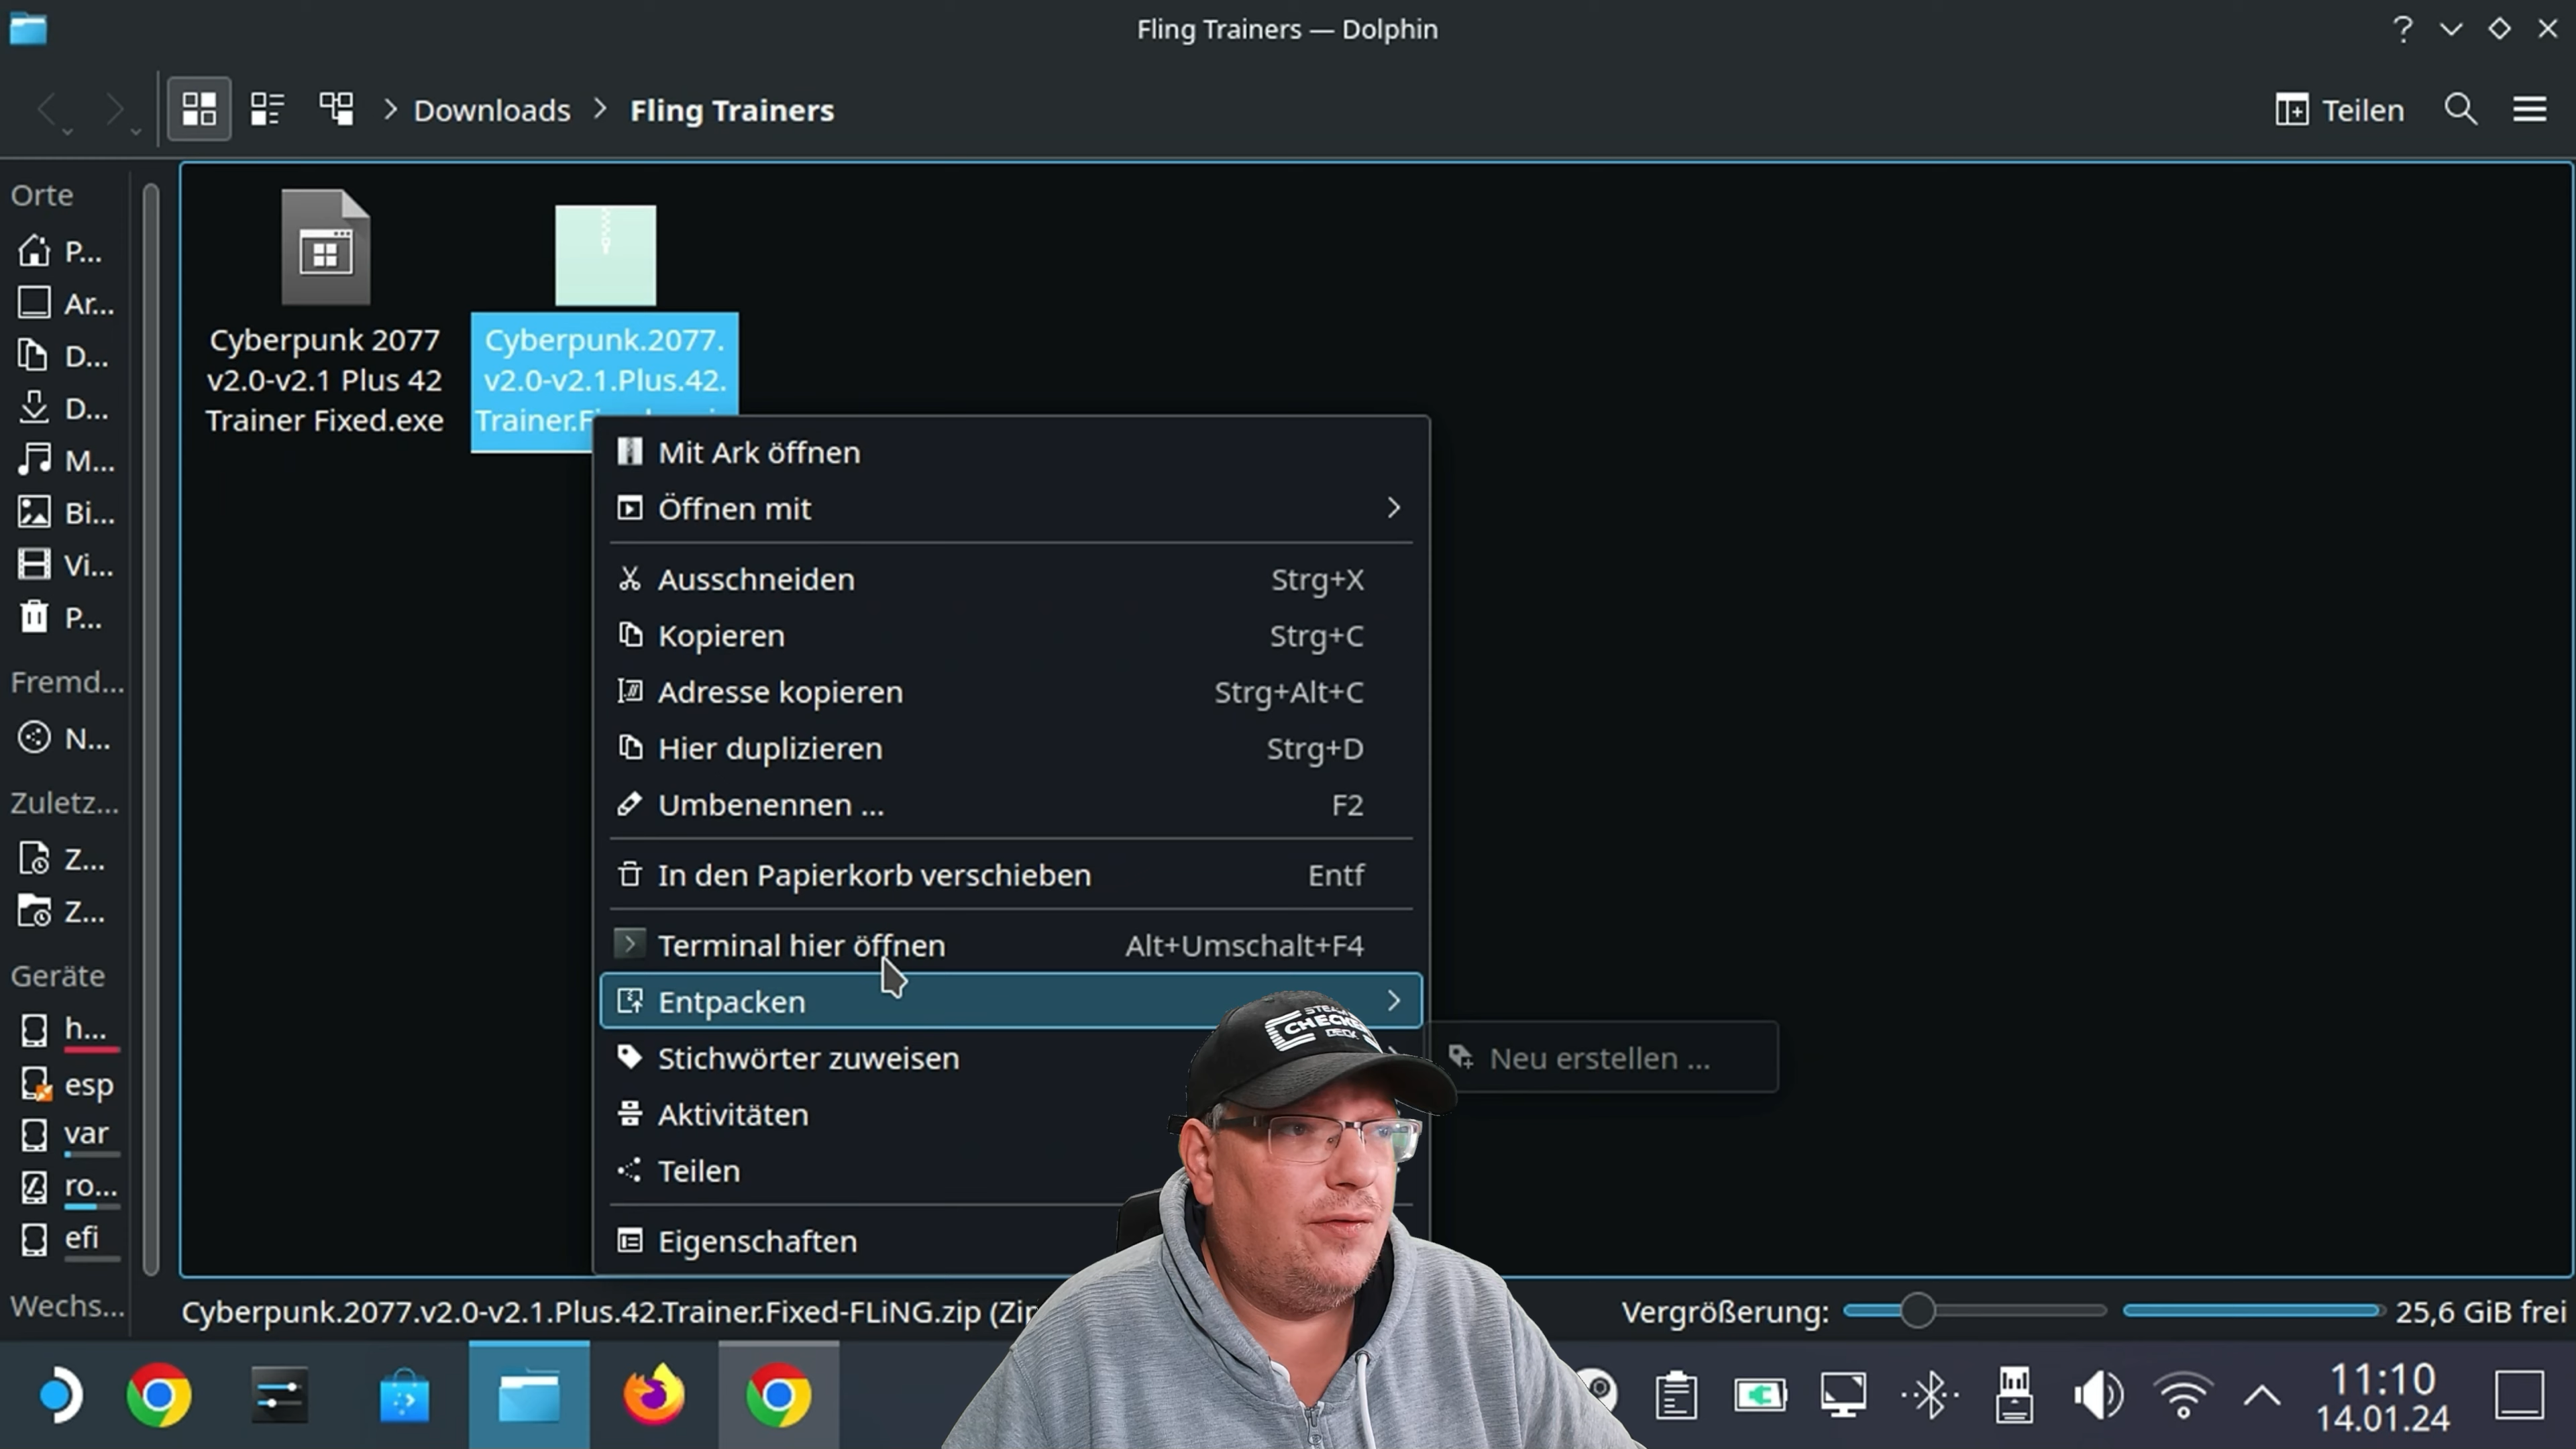 Fling Trainers — Dolphin
Downloads
Fling Trainers
Teilen
Orte
P...
Ar...
D...
D...
M...
Bi...
Vi...
P...
Fremd...
N...
Zuletz...
Z...
Z...
Geräte
h...
esp
var
ro...
efi
Wechs...
Cyberpunk 2077
v2.0-v2.1 Plus 42
Trainer Fixed.exe
Cyberpunk.2077.
v2.0-v2.1.Plus.42.
Mit Ark öffnen
Öffnen mit
Ausschneiden Strg+X
Kopieren Strg+C
Adresse kopieren Strg+Alt+C
Hier duplizieren Strg+D
Umbenennen ... F2
In den Papierkorb verschieben Entf
Terminal hier öffnen Alt+Umschalt+F4
Entpacken
Stichwörter zuweisen
Neu erstellen ...
Aktivitäten
Teilen
Eigenschaften
CHECKE
DECK
Cyberpunk.2077.v2.0-v2.1.Plus.42.Trainer.Fixed-FLiNG.zip
Vergrößerung:
25,6 GiB frei
11:10
14.01.24